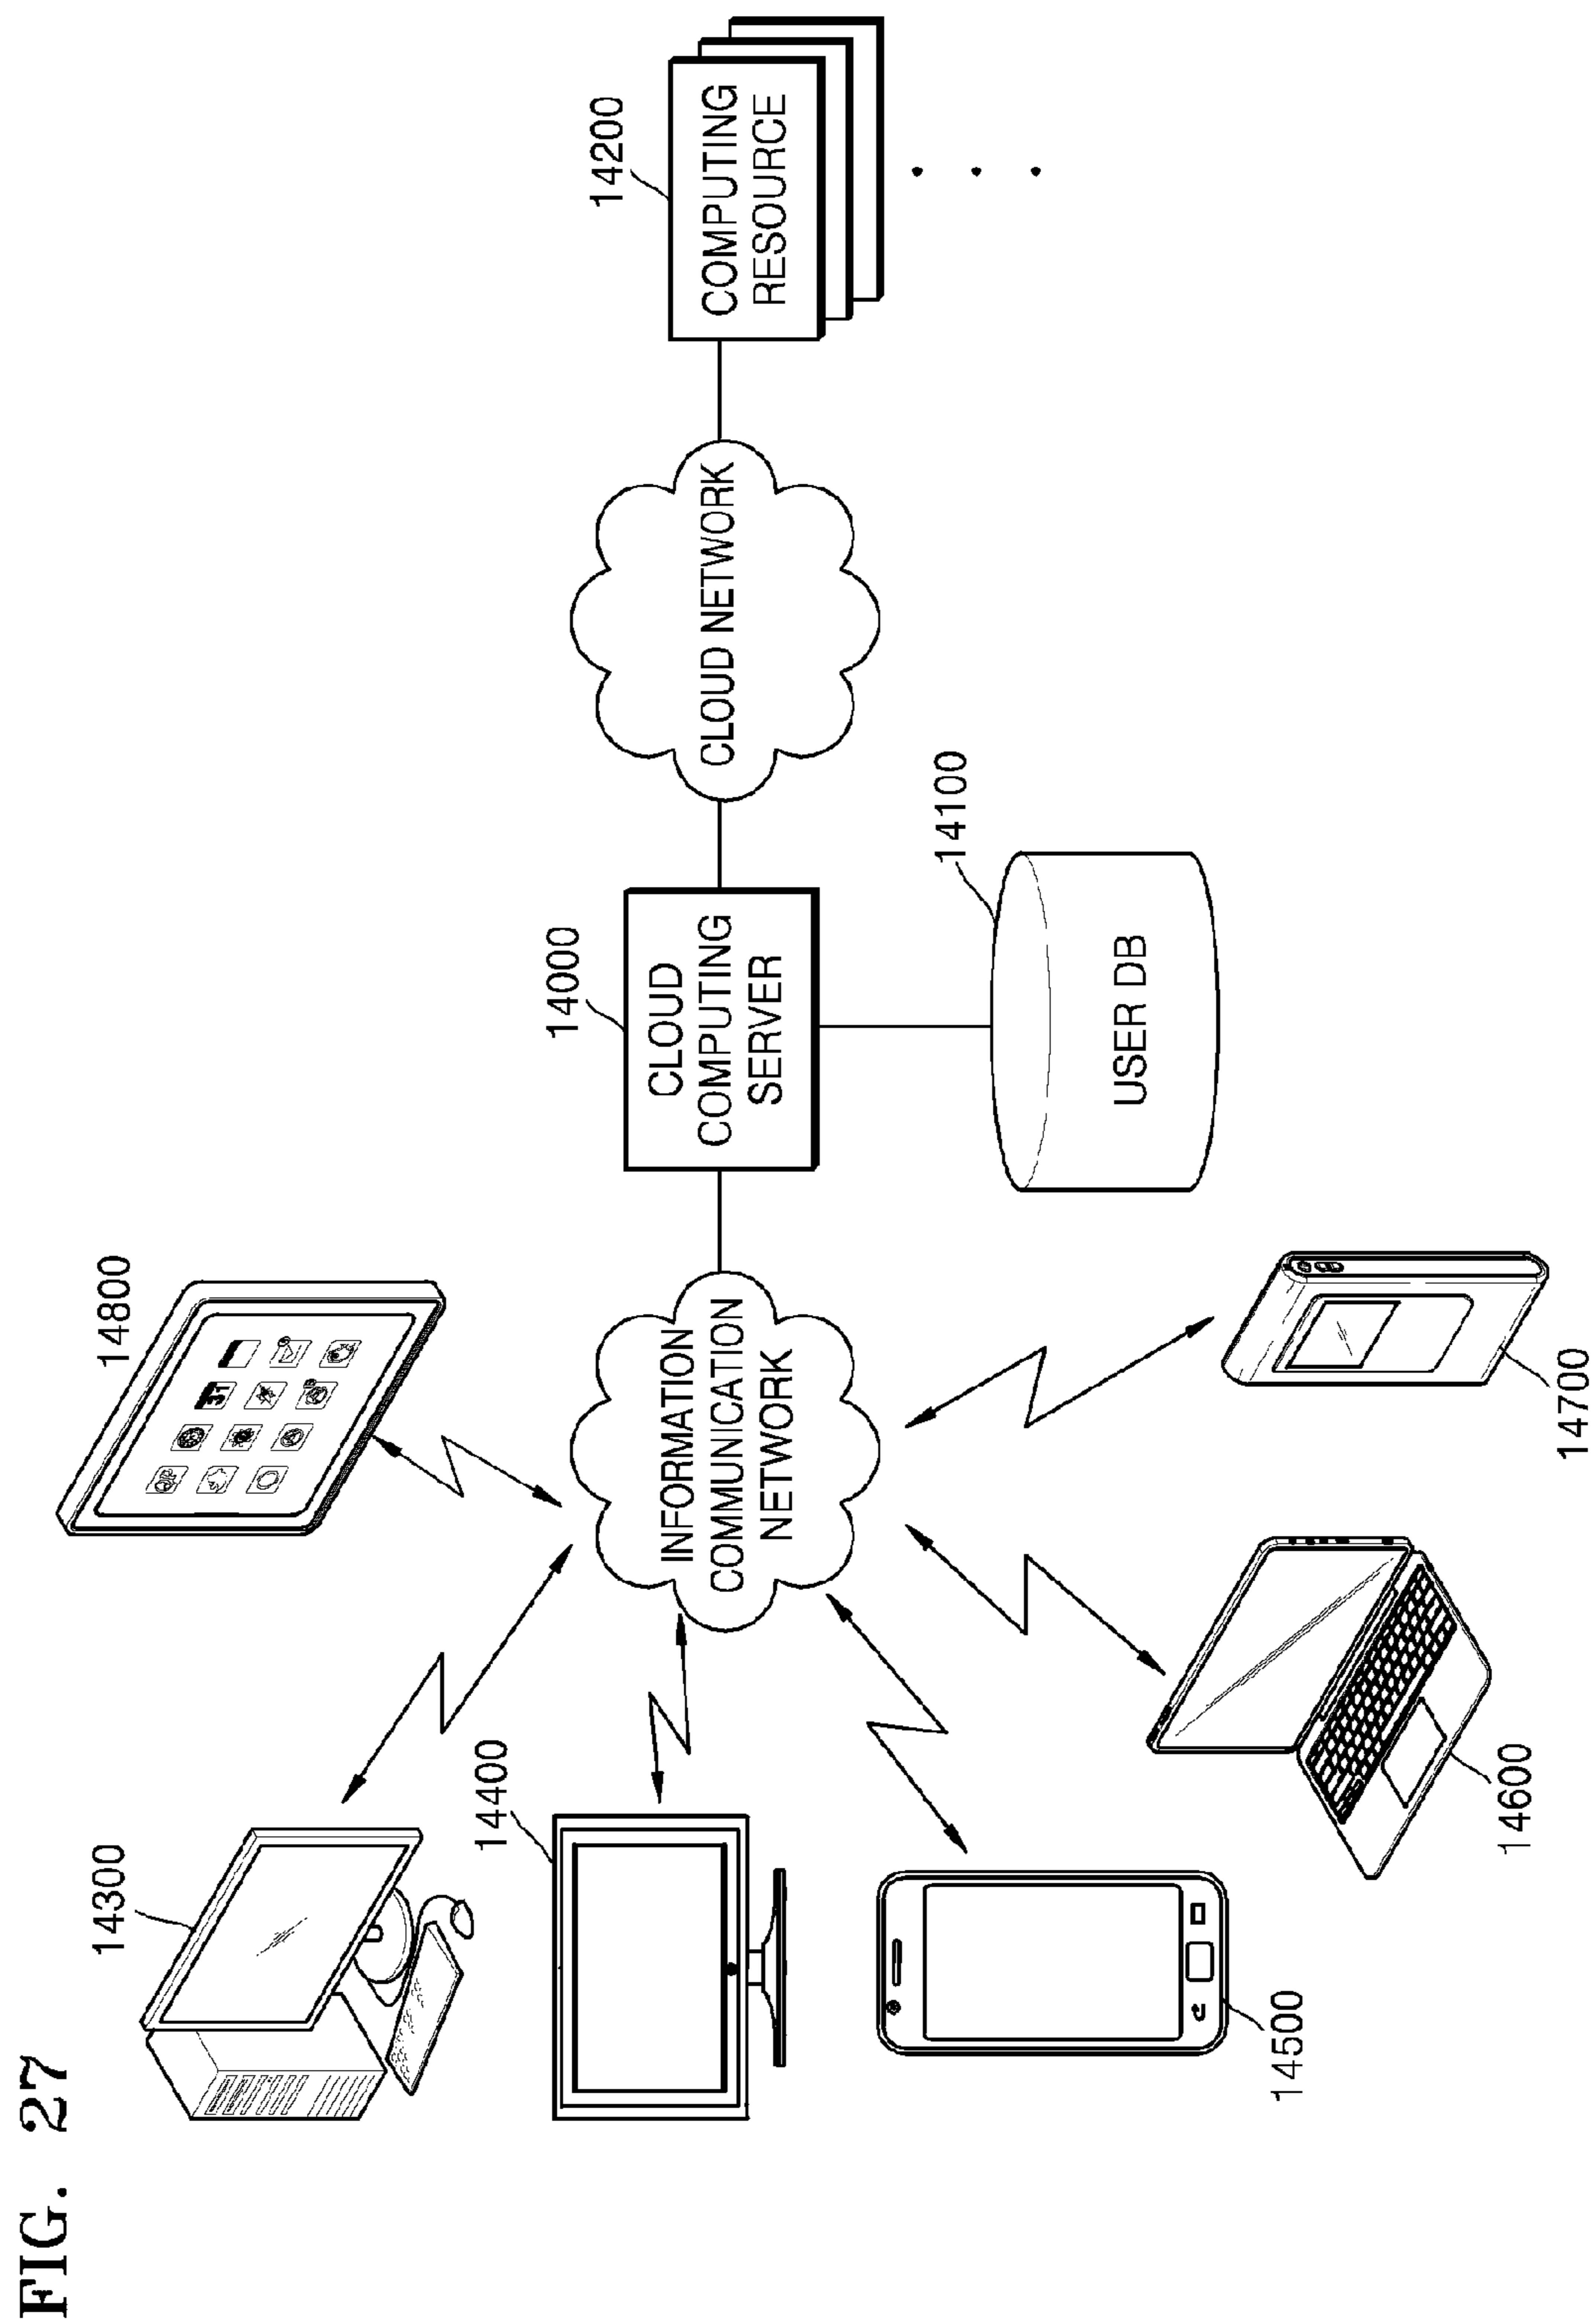 FIG. 27
14800
14300
14400
14500
14600
14700
31
INFORMATION
COMMUNICATION
NETWORK
14000
CLOUD
COMPUTING
SERVER
14100
USER DB
CLOUD NETWORK
14200
COMPUTING
RESOURCE